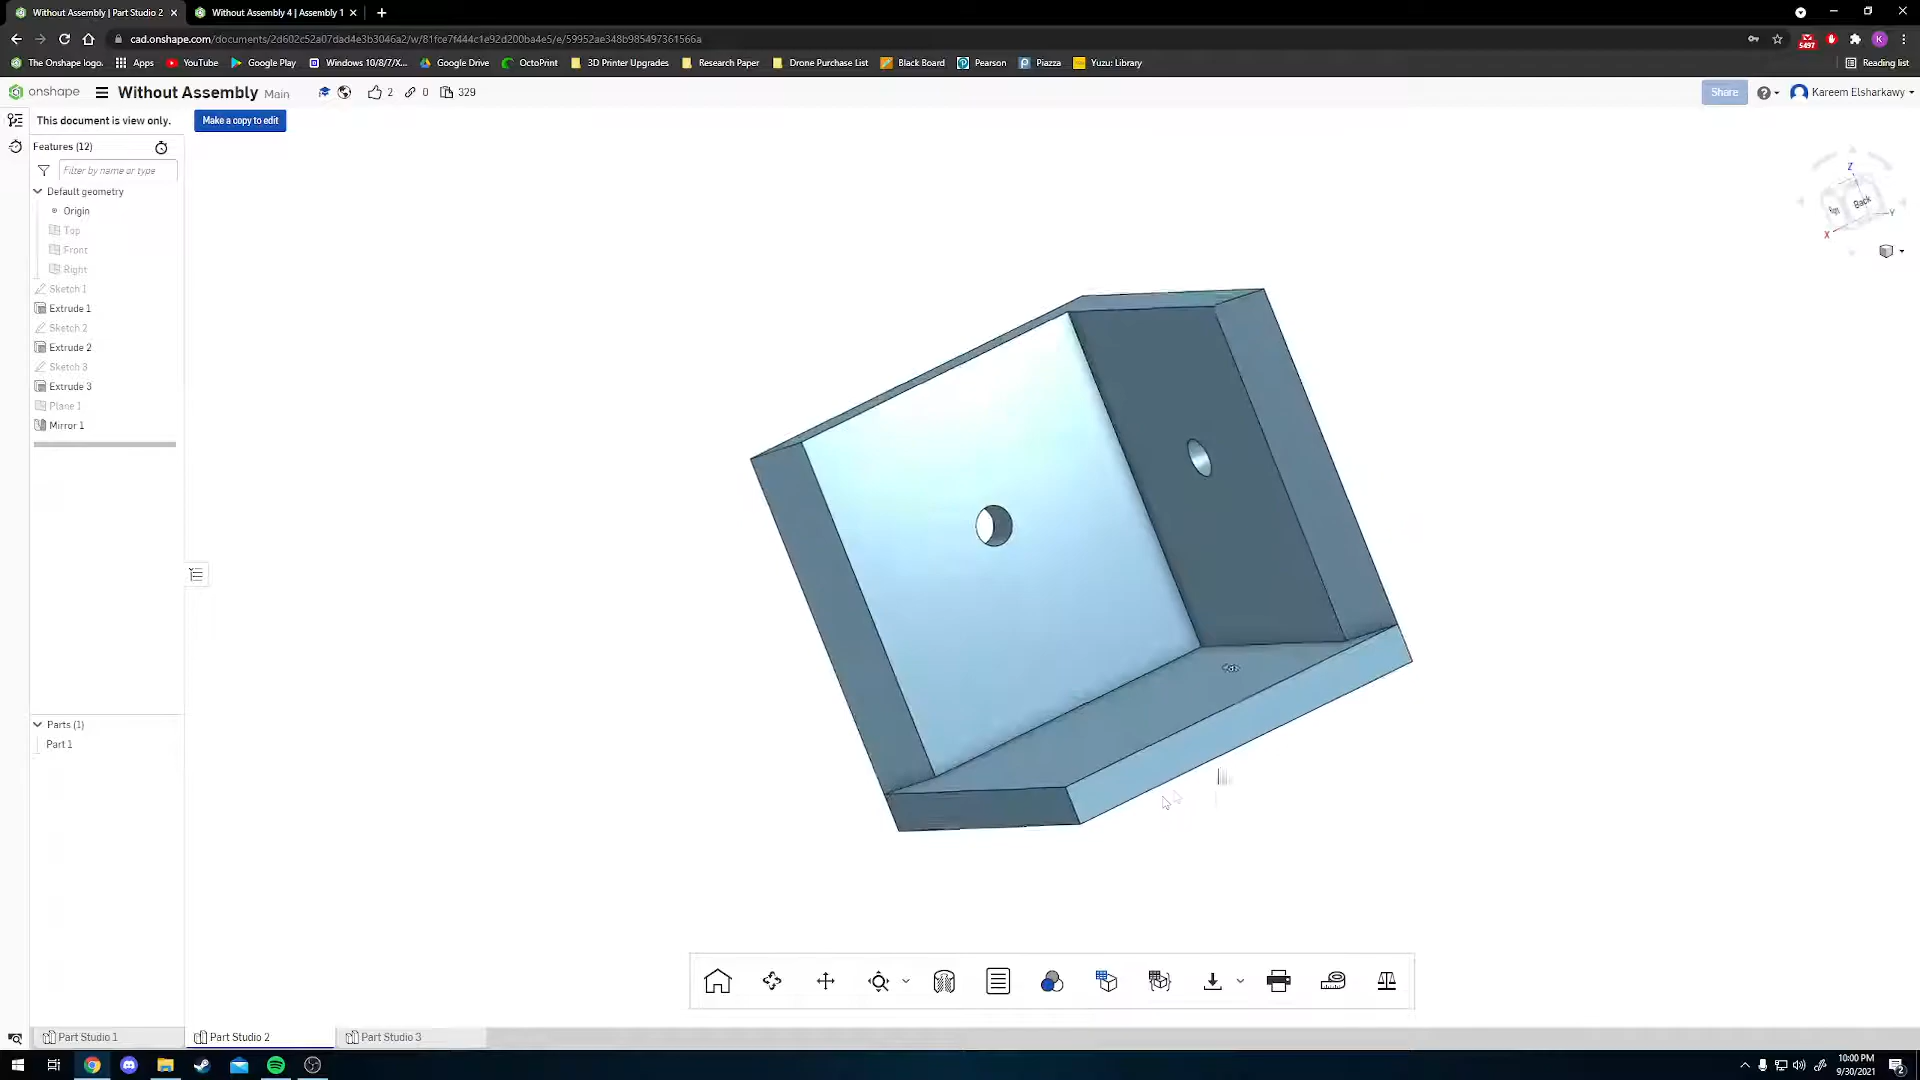 Without Assembly | Part Studio 2
Without Assembly 4 | Assembly 1
cad.onshape.com/documents/2d602c52a07dad4e3b3046a2/w/81fce7f444c1e92d200ba4e5/e/59952ae348b985497361566a
5497
K
The Onshape logo.
Apps
YouTube
Google Play
Windows 10/8/7/X...
Google Drive
OctoPrint
3D Printer Upgrades
Research Paper
Drone Purchase List
Black Board
Pearson
Piazza
Yuzu: Library
Reading list
onshape
Without Assembly
Main
2
0
329
Share
Kareem Elsharkawy
This document is view only.
Make a copy to edit
Features (12)
Filter by name or type
Default geometry
Origin
Top
Front
Right
Sketch 1
Extrude 1
Sketch 2
Extrude 2
Sketch 3
Extrude 3
Plane 1
Mirror 1
Z
Back
Y
X
Parts (1)
Part 1
Part Studio 1
Part Studio 2
Part Studio 3
10:00 PM
9/30/2021
2